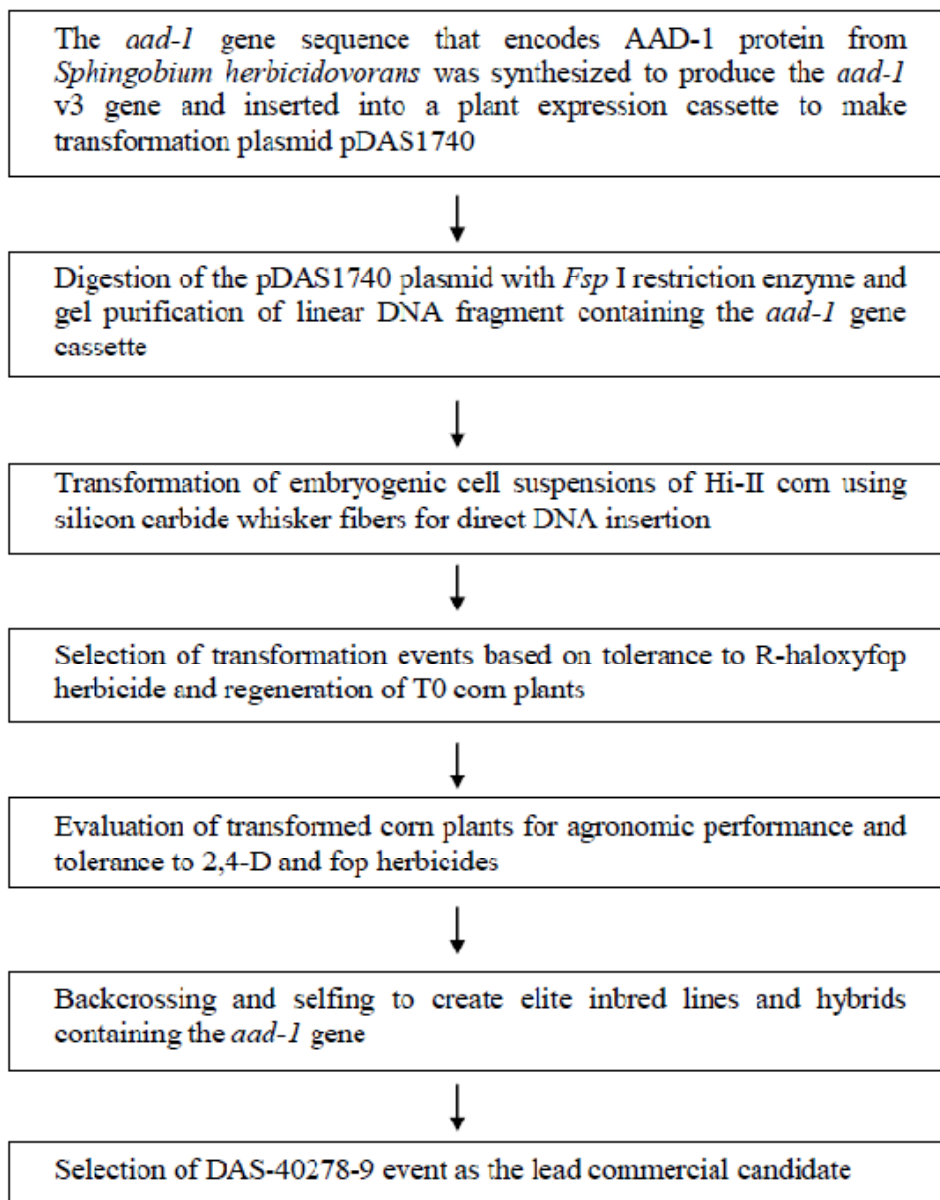 The aad-1 gene sequence that encodes AAD-1 protein from
Sphingobium herbicidovorans was synthesized to produce the aad-1
v3 gene and inserted into a plant expression cassette to make
transformation plasmid pDAS1740
Digestion of the pDAS1740 plasmid with Fsp I restriction enzyme and
gel purification of linear DNA fragment containing the aad-1 gene
cassette
Transformation of embryogenic cell suspensions of Hi-II corn using
silicon carbide whisker fibers for direct DNA insertion
Selection of transformation events based on tolerance to R-haloxyfop
herbicide and regeneration of T0 corn plants
Evaluation of transformed corn plants for agronomic performance and
tolerance to 2,4-D and fop herbicides
Backcrossing and selfing to create elite inbred lines and hybrids
containing the aad-1 gene
Selection of DAS-40278-9 event as the lead commercial candidate